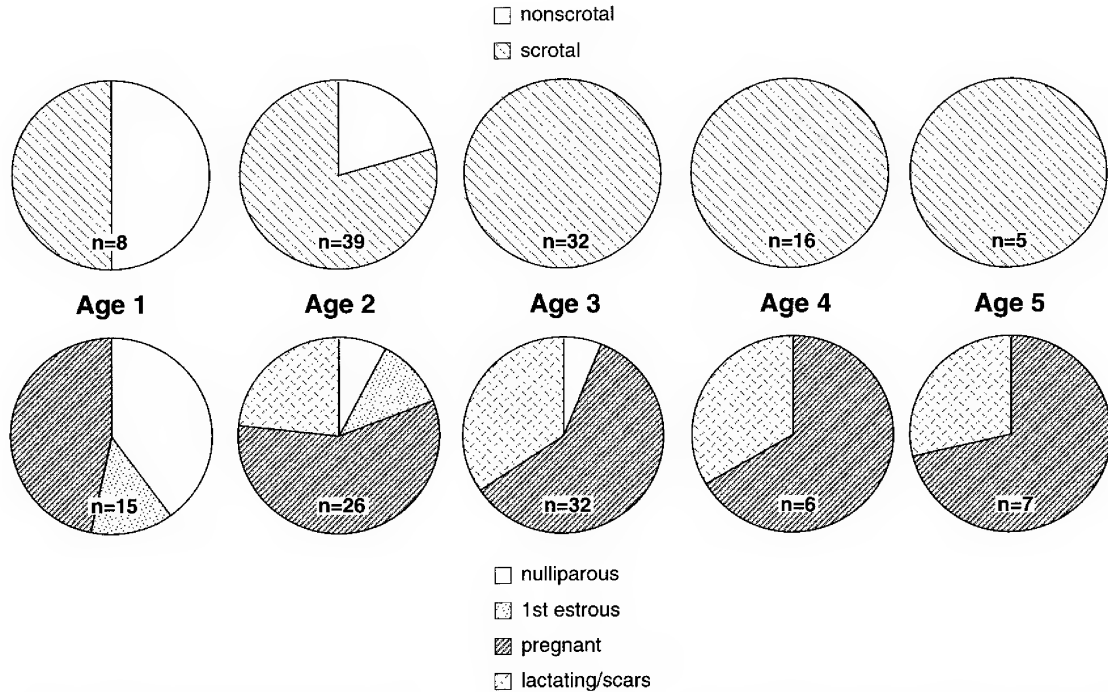 nonscrotal
scrotal
n=8
n=39
n=32
n=16
n=5
Age 1
Age 2
Age 3
Age 4
Age 5
n=15
n=26
n=32
n=6
n=7
nulliparous
1st estrous
pregnant
lactating/scars